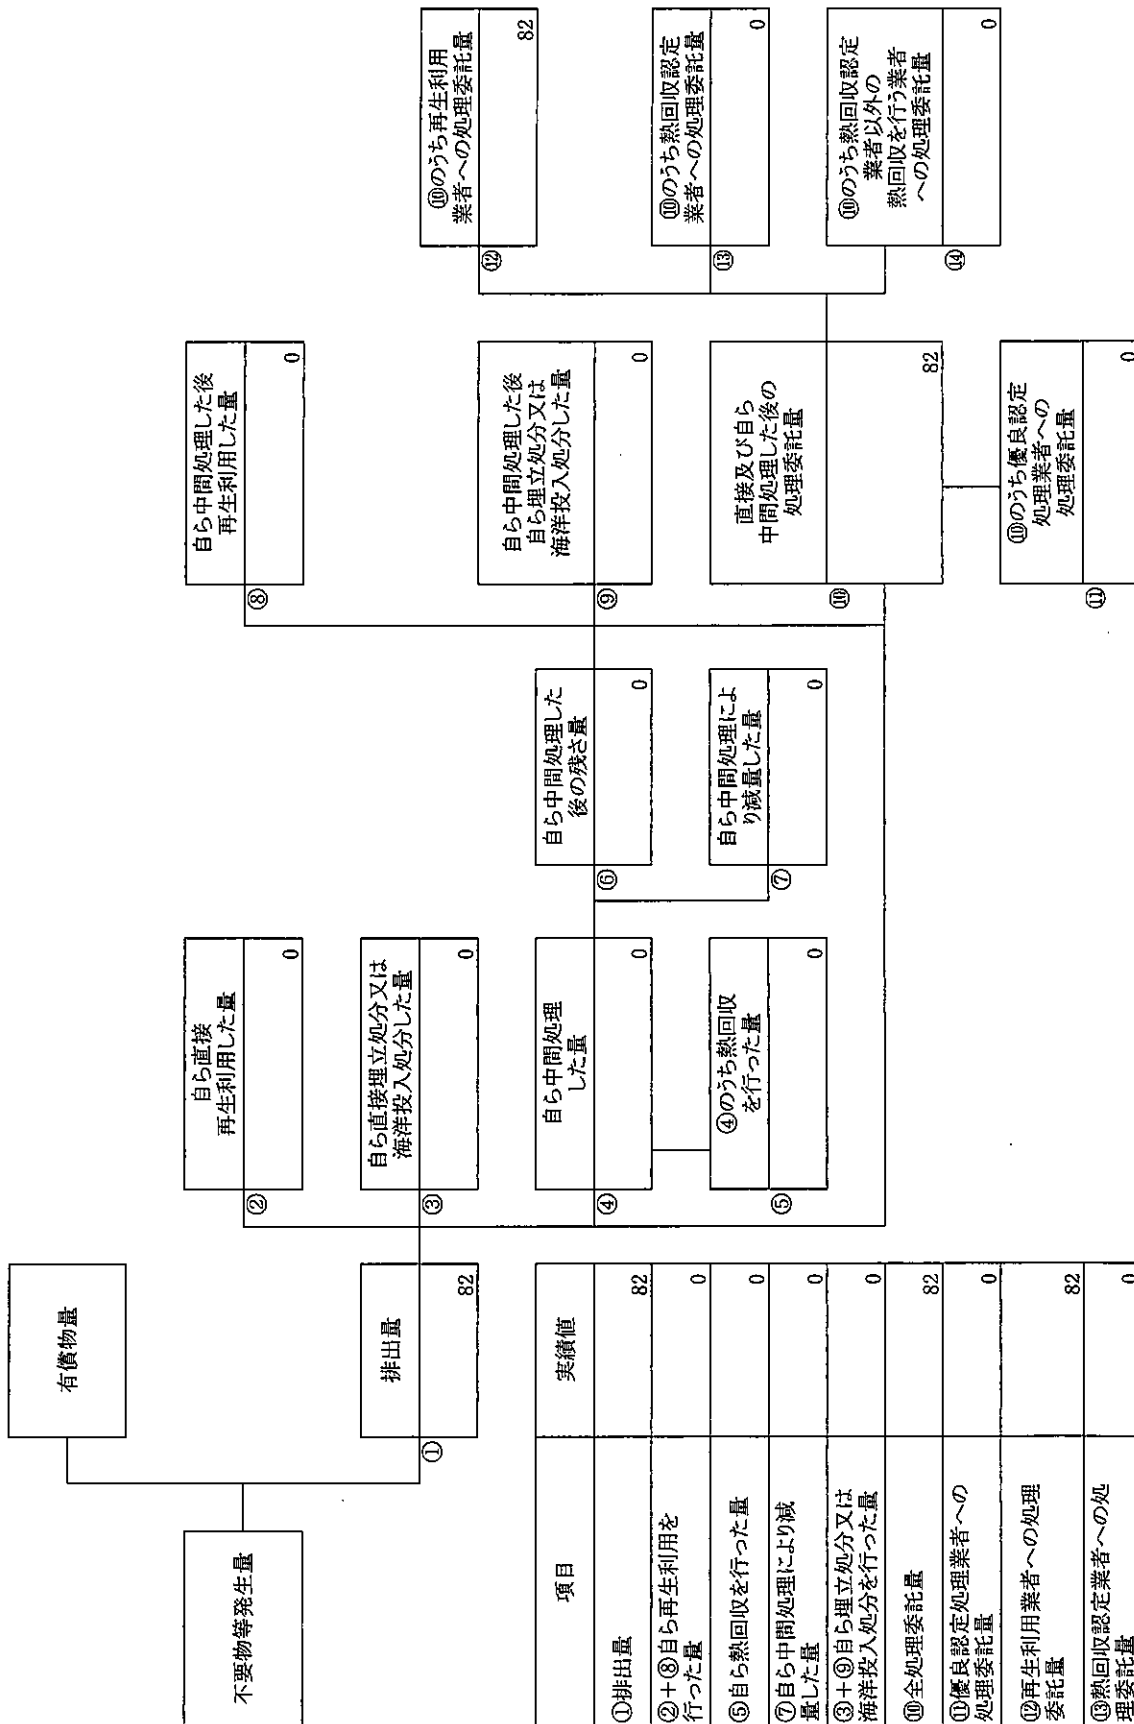 不要物等発生量
有償物量
①
排出量
82
②
自ら直接
再生利用した量
0
③
自ら直接埋立処分又は
海洋投入処分した量
0
④
自ら中間処理
した量
0
⑤
④のうち熱回収
を行った量
0
⑥
自ら中間処理した
後の残さ量
0
⑦
自ら中間処理によ
り減量した量
0
⑧
自ら中間処理した後
再生利用した量
0
⑨
自ら中間処理した後
自ら埋立処分又は
海洋投入処分した量
0
⑩
直接及び自ら
中間処理した後の
処理委託量
82
⑪
⑩のうち優良認定
処理業者への
処理委託量
0
⑫
⑩のうち再生利用
業者への処理委託量
82
⑬
⑩のうち熱回収認定
業者への処理委託量
0
⑭
⑩のうち熱回収認定
業者以外の
熱回収を行う業者
への処理委託量
0
項目
実績値
①排出量
82
②+⑧自ら再生利用を
行った量
0
⑤自ら熱回収を行った量
0
⑦自ら中間処理により減
量した量
0
③+⑨自ら埋立処分又は
海洋投入処分を行った量
0
⑩全処理委託量
82
⑪優良認定処理業者への
処理委託量
0
⑫再生利用業者への処理
委託量
82
⑬熱回収認定業者への処
理委託量
0